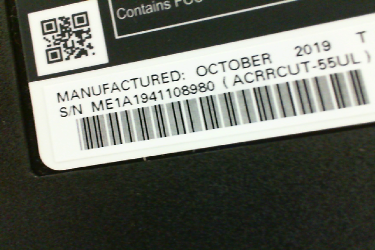 Contains FCC
MANUFACTURED: OCTOBER 2019 T
S/N ME1A1941108980 (ACRRCUT-55UL)